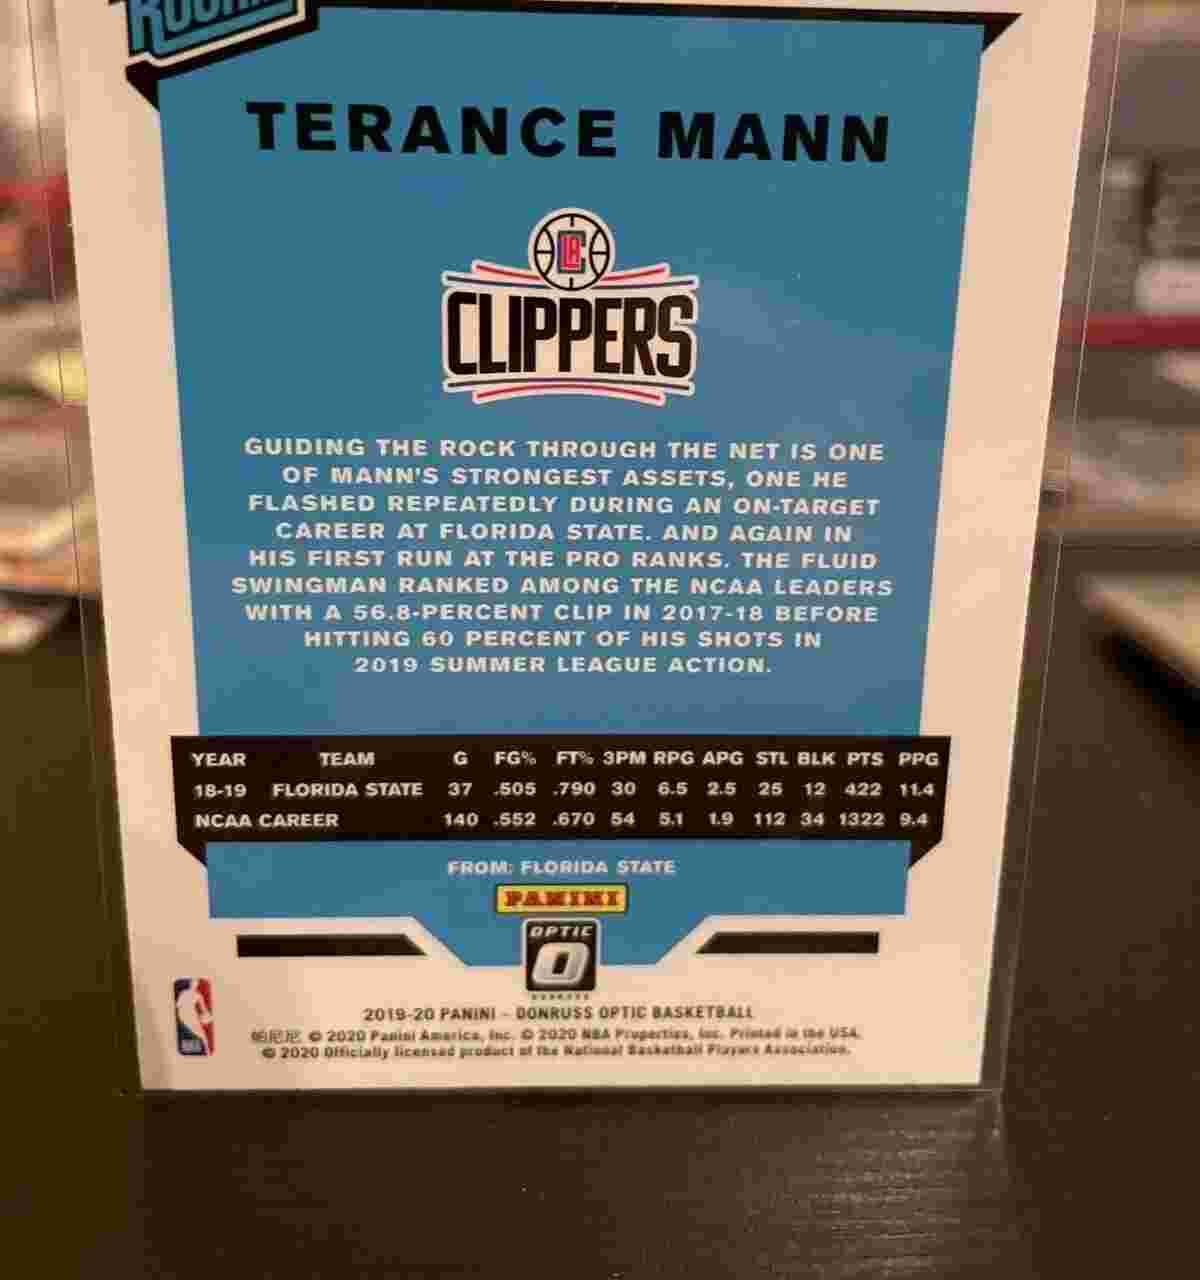 ROOKIE
TERANCE MANN
LAC
CLIPPERS
GUIDING THE ROCK THROUGH THE NET IS ONE
OF MANN'S STRONGEST ASSETS, ONE HE
FLASHED REPEATEDLY DURING AN ON-TARGET
CAREER AT FLORIDA STATE. AND AGAIN IN
HIS FIRST RUN AT THE PRO RANKS. THE FLUID
SWINGMAN RANKED AMONG THE NCAA LEADERS
WITH A 56.8-PERCENT CLIP IN 2017-18 BEFORE
HITTING 60 PERCENT OF HIS SHOTS IN
2019 SUMMER LEAGUE ACTION.
YEAR TEAM G FG% FT% 3PM RPG APG STL BLK PTS PPG
18-19 FLORIDA STATE 37 .505 .790 30 6.5 2.5 25 12 422 11.4
NCAA CAREER 140 .552 .670 54 5.1 1.9 112 34 1322 9.4
FROM: FLORIDA STATE
PANINI
OPTIC
O
DONRUSS
2019-20 PANINI - DONRUSS OPTIC BASKETBALL
帕尼尼 © 2020 Panini America, Inc. © 2020 NBA Properties, Inc. Printed in the USA.
© 2020 Officially licensed product of the National Basketball Players Association.
NBA